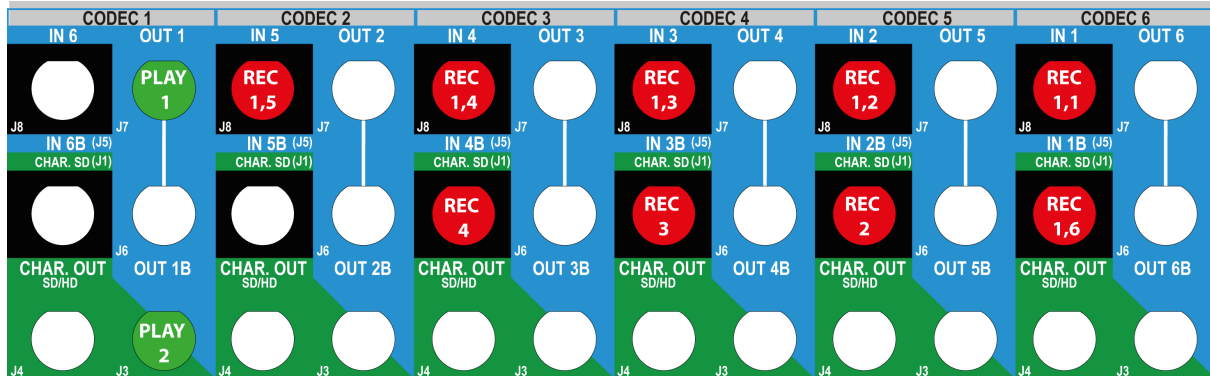 CODEC 1 CODEC 2 CODEC 3 CODEC 4 CODEC 5 CODEC 6
IN 6 OUT 1 IN 5 OUT 2 IN 4 OUT 3 IN 3 OUT 4 IN 2 OUT 5 IN 1 OUT 6
PLAY REC REC REC REC REC
1 1,5 1,4 1,3 1,2 1,1
J8 J7 J8 J7 J8 J7 J8 J7 J8 J7 J8 J7
IN 6B (J5) IN 5B (J5) IN 4B (J5) IN 3B (J5) IN 2B (J5) IN 1B (J5)
CHAR. SD (J1) CHAR. SD (J1) CHAR. SD (J1) CHAR. SD (J1) CHAR. SD (J1) CHAR. SD (J1)
REC REC REC REC
4 3 2 1,6
J6 J6 J6 J6 J6 J6
CHAR. OUT OUT 1B CHAR. OUT OUT 2B CHAR. OUT OUT 3B CHAR. OUT OUT 4B CHAR. OUT OUT 5B CHAR. OUT OUT 6B
SD/HD SD/HD SD/HD SD/HD SD/HD SD/HD
PLAY
2
J4 J3 J4 J3 J4 J3 J4 J3 J4 J3 J4 J3